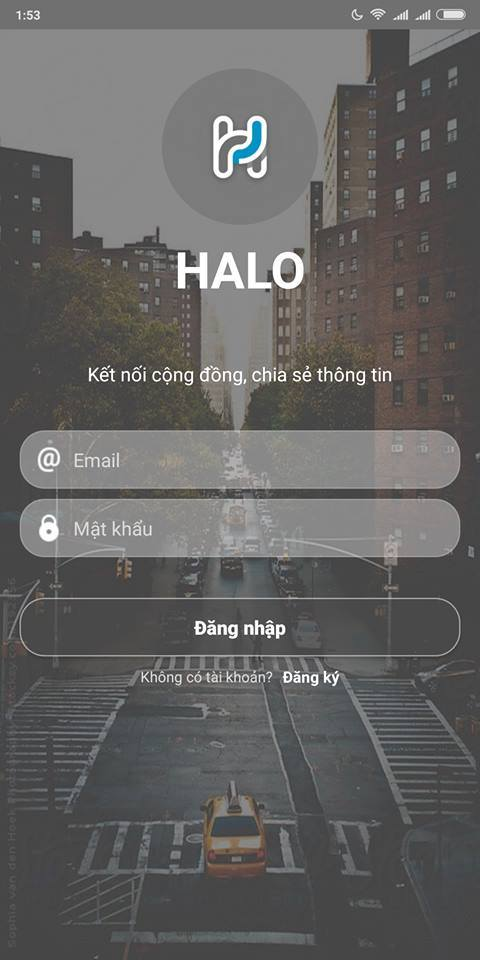 1:53
HALO
Kết nối cộng đồng, chia sẻ thông tin
@ Email
Mật khẩu
Đăng nhập
Không có tài khoản? Đăng ký
Sophia van den Hoek